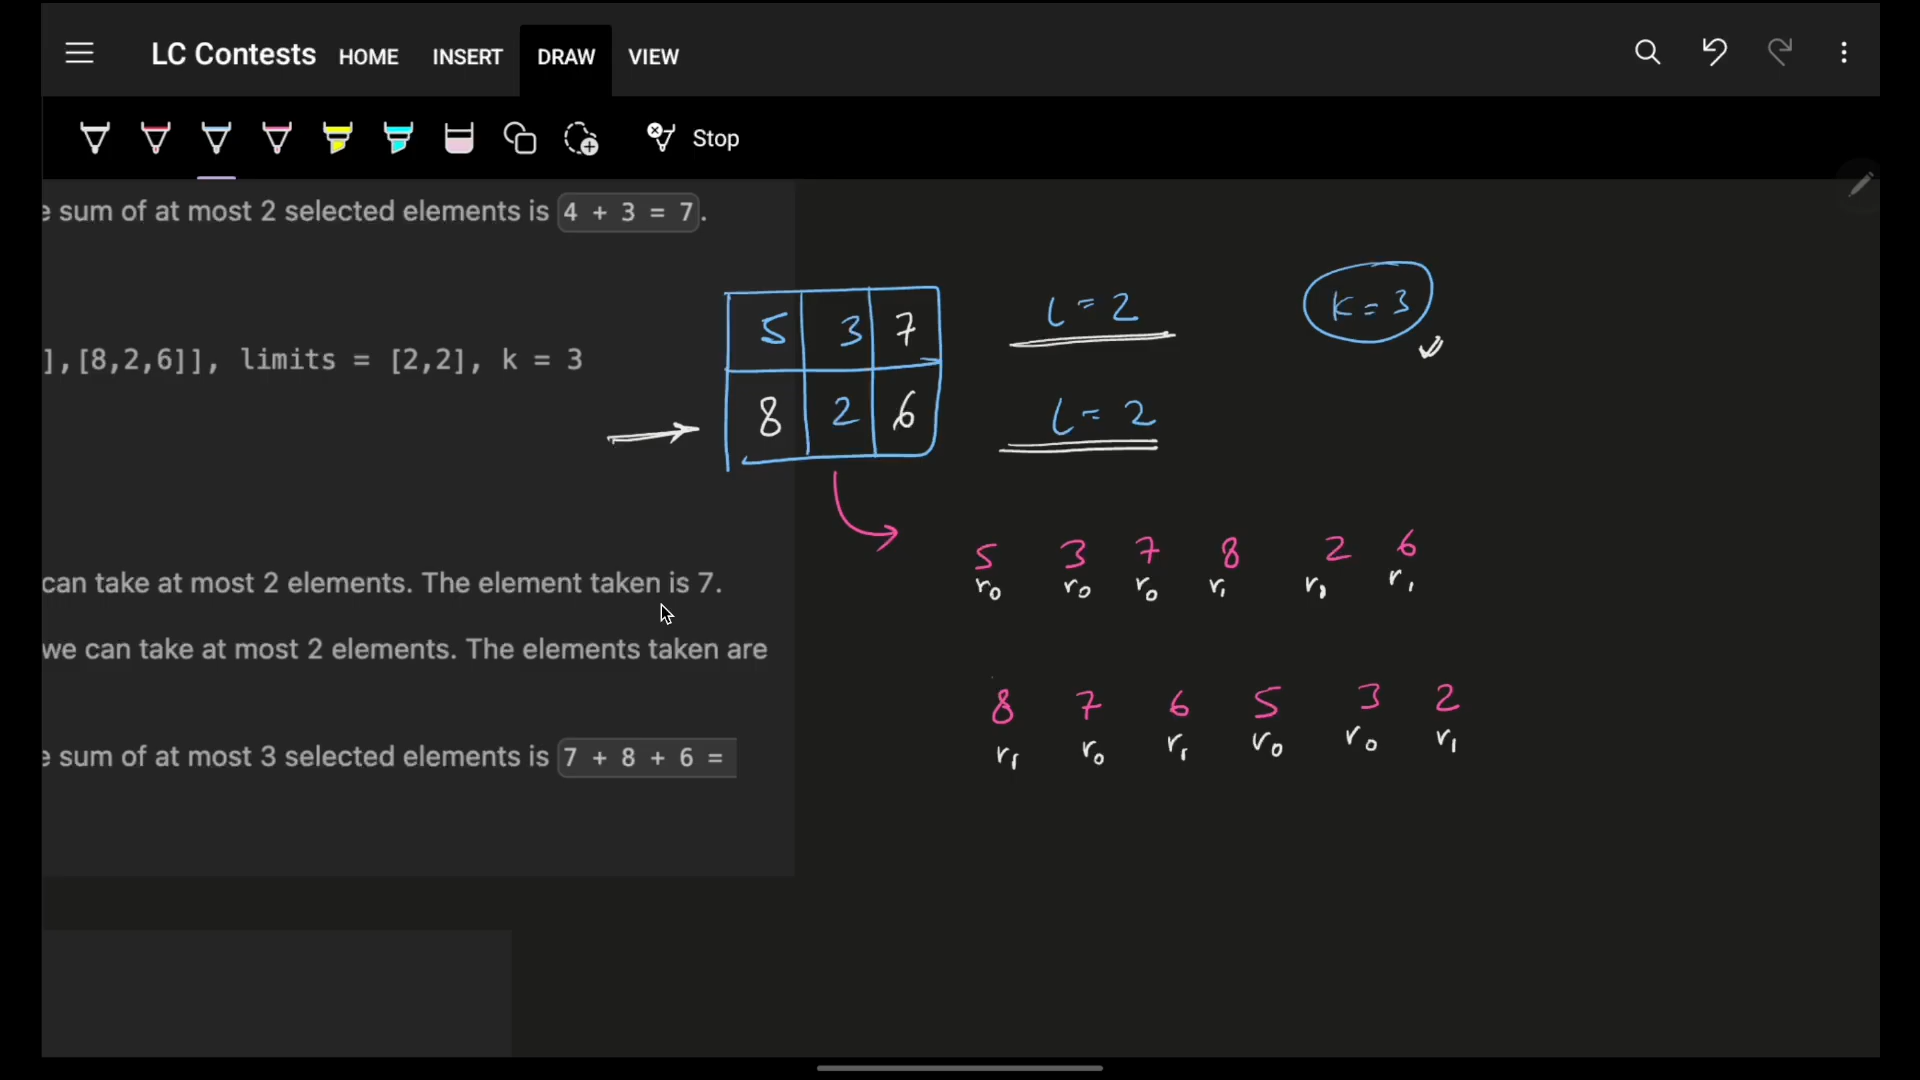 LC Contests HOME INSERT DRAW VIEW
Stop
e sum of at most 2 selected elements is 4 + 3 = 7.
],[8,2,6]], limits = [2,2], k = 3
can take at most 2 elements. The element taken is 7.
we can take at most 2 elements. The elements taken are
e sum of at most 3 selected elements is 7 + 8 + 6 =
5 3 7
8 2 6
l = 2
l = 2
k = 3
5 3 7 8 2 6
r0 r0 r0 r1 r1 r1
8 7 6 5 3 2
r1 r0 r1 r0 r0 r1